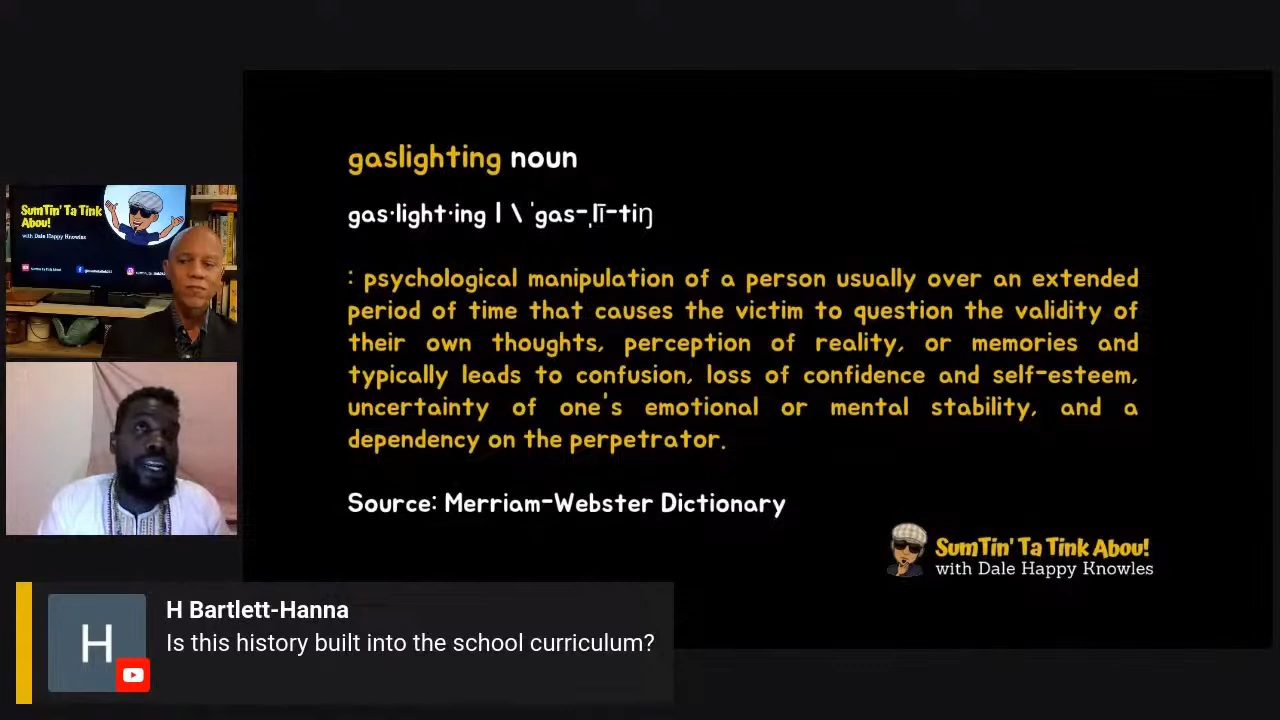 SumTin' Ta Tink
Abou!
with Dale Happy Knowles
gaslighting noun
gas·light·ing | \ ˈgas-ˌlī-tiŋ
: psychological manipulation of a person usually over an extended
period of time that causes the victim to question the validity of
their own thoughts, perception of reality, or memories and
typically leads to confusion, loss of confidence and self-esteem,
uncertainty of one's emotional or mental stability, and a
dependency on the perpetrator.
Source: Merriam-Webster Dictionary
SumTin' Ta Tink Abou!
with Dale Happy Knowles
H
H Bartlett-Hanna
Is this history built into the school curriculum?